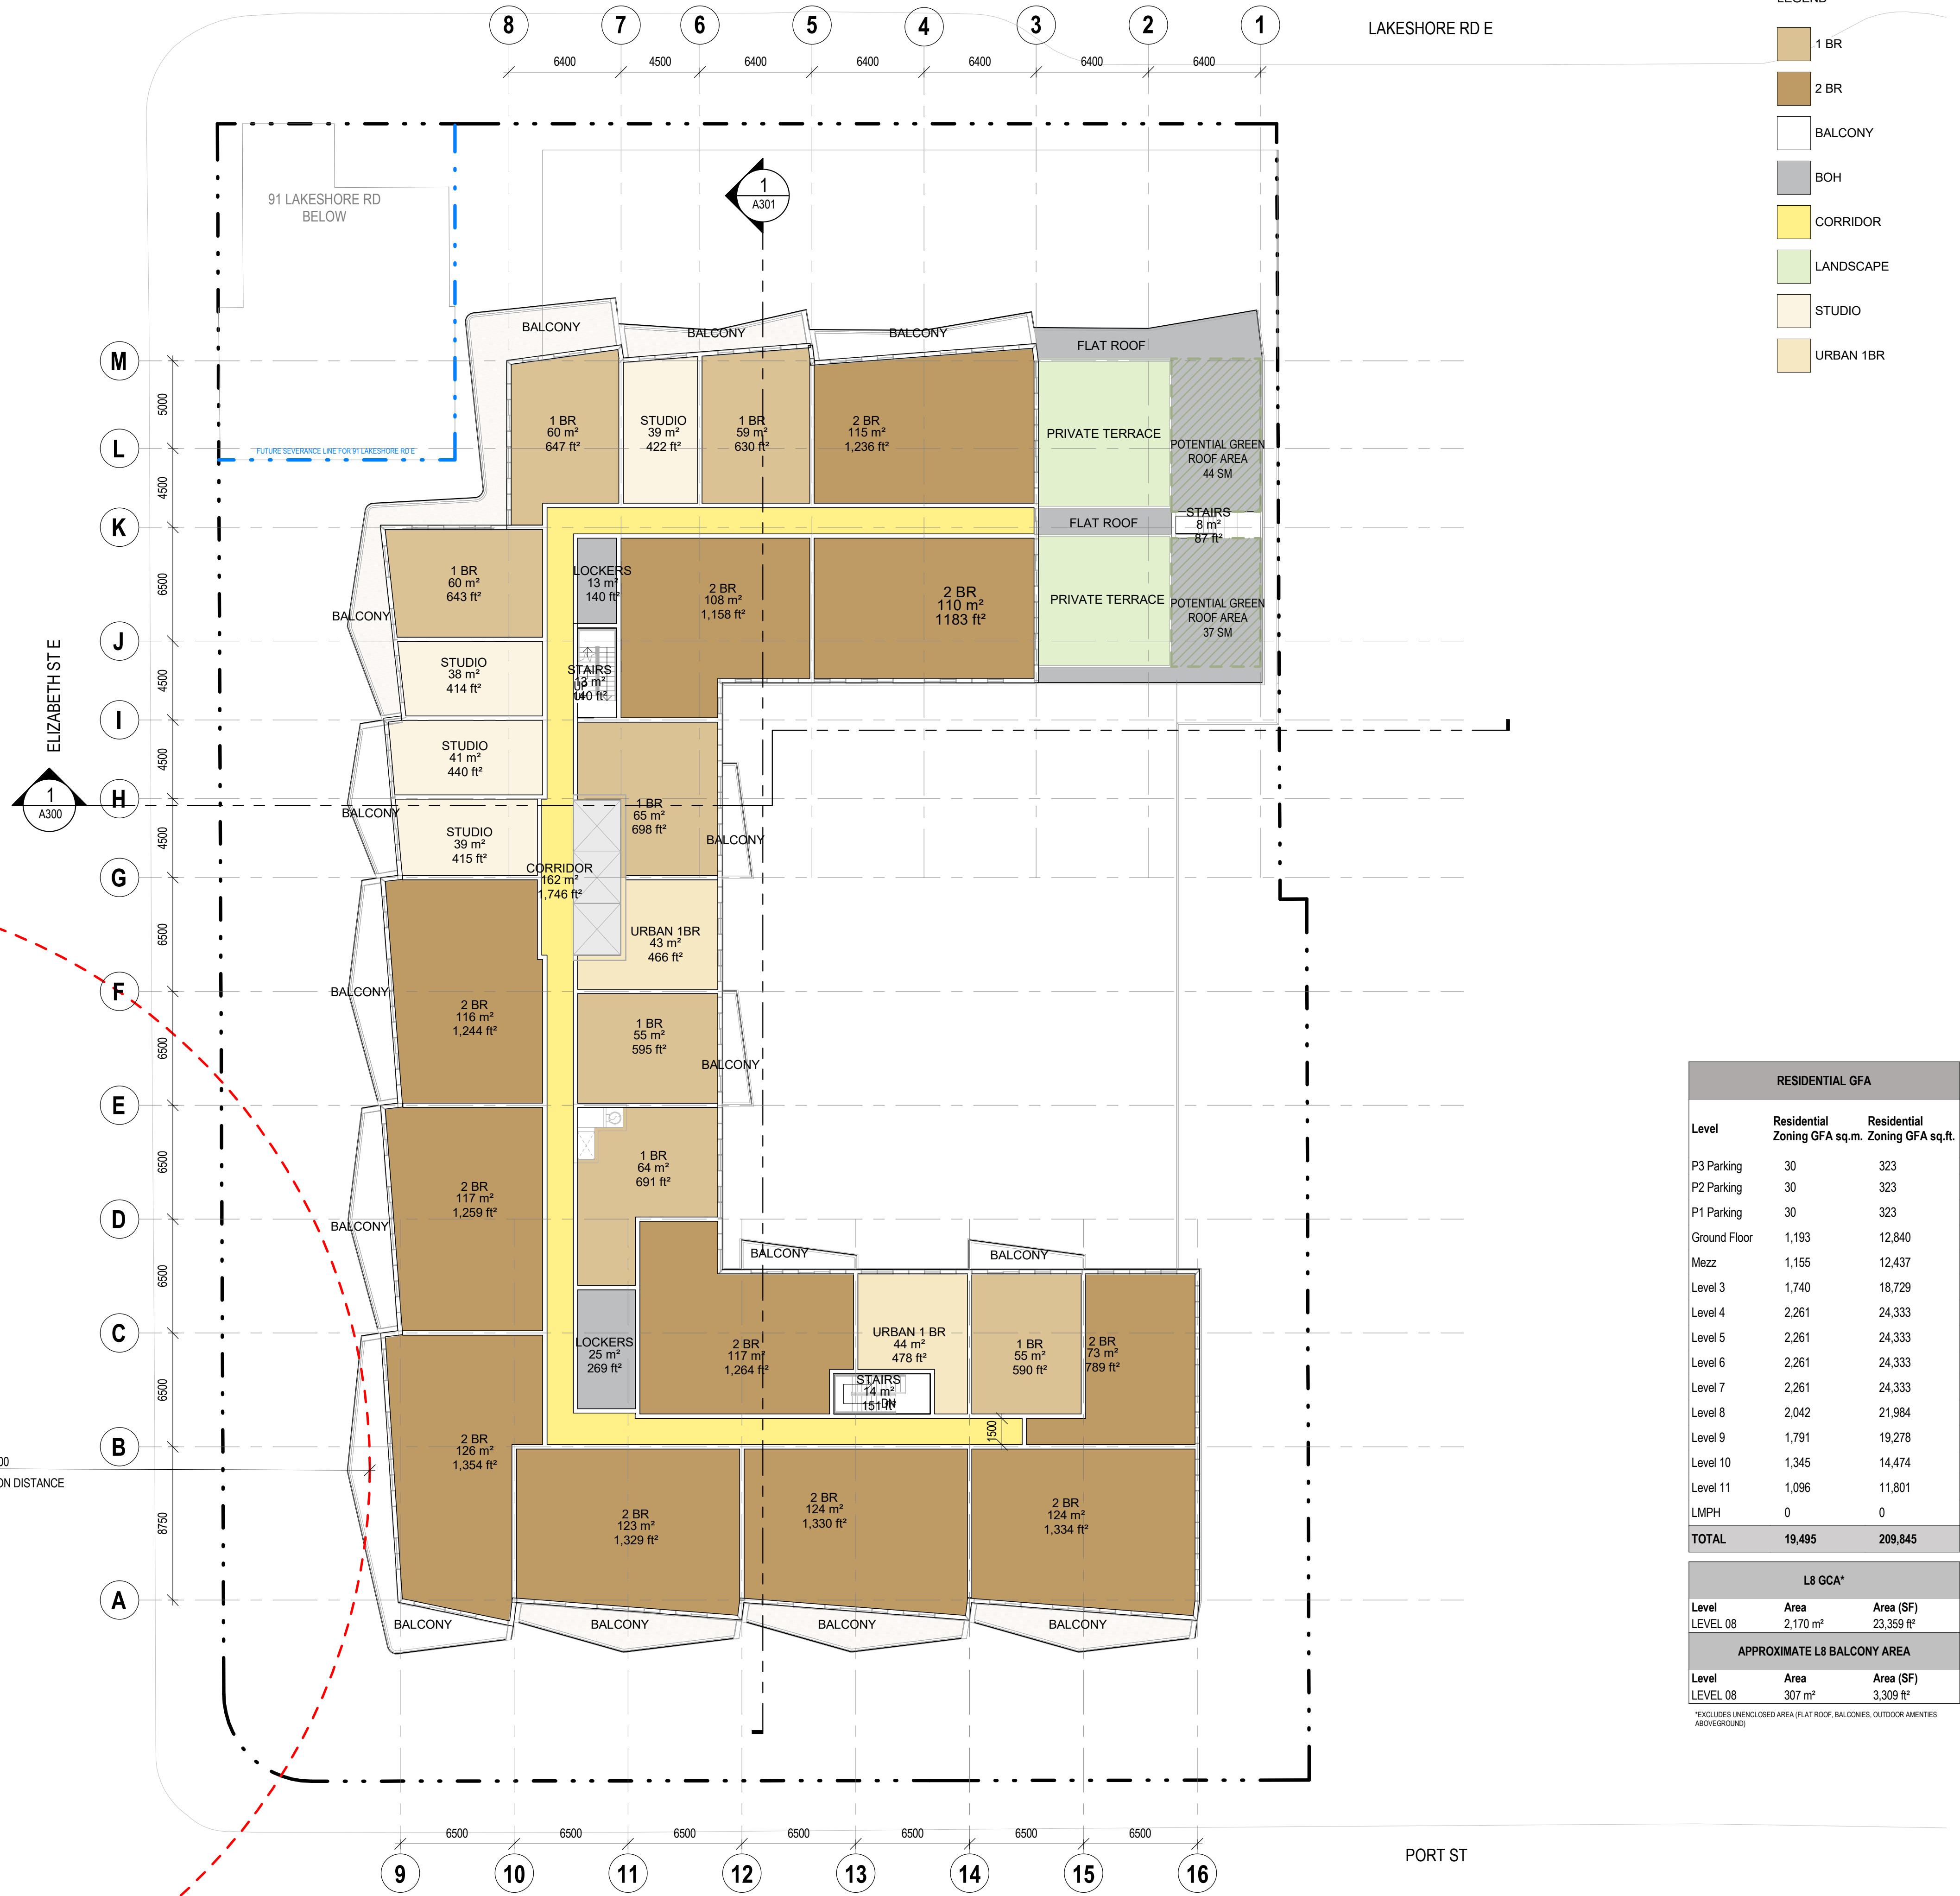 LEGEND
1 BR
2 BR
BALCONY
BOH
CORRIDOR
LANDSCAPE
STUDIO
URBAN 1BR
LAKESHORE RD E
8
7
6
5
4
3
2
1
6400
4500
6400
6400
6400
6400
6400
1
A301
91 LAKESHORE RD
BELOW
FUTURE SEVERANCE LINE FOR 91 LAKESHORE RD E
M
L
K
J
I
H
G
F
E
D
C
B
A
5000
4500
6500
4500
4500
4500
6500
6500
6500
6500
6500
8750
ELIZABETH ST E
1
A300
BALCONY
BALCONY
BALCONY
FLAT ROOF
1 BR
60 m²
647 ft²
STUDIO
39 m²
422 ft²
1 BR
59 m²
630 ft²
2 BR
115 m²
1,236 ft²
PRIVATE TERRACE
POTENTIAL GREEN
ROOF AREA
44 SM
FLAT ROOF
STAIRS
8 m²
87 ft²
1 BR
60 m²
643 ft²
BALCONY
LOCKERS
13 m²
140 ft²
2 BR
108 m²
1,158 ft²
2 BR
110 m²
1183 ft²
PRIVATE TERRACE
POTENTIAL GREEN
ROOF AREA
37 SM
STUDIO
38 m²
414 ft²
STAIRS
13 m²
140 ft²
UP
STUDIO
41 m²
440 ft²
BALCONY
STUDIO
39 m²
415 ft²
1 BR
65 m²
698 ft²
BALCONY
CORRIDOR
162 m²
1,746 ft²
URBAN 1BR
43 m²
466 ft²
BALCONY
2 BR
116 m²
1,244 ft²
1 BR
55 m²
595 ft²
BALCONY
1 BR
64 m²
691 ft²
2 BR
117 m²
1,259 ft²
BALCONY
BALCONY
BALCONY
LOCKERS
25 m²
269 ft²
2 BR
117 m²
1,264 ft²
URBAN 1 BR
44 m²
478 ft²
1 BR
55 m²
590 ft²
2 BR
73 m²
789 ft²
STAIRS
14 m²
151 ft²
DN
1500
2 BR
126 m²
1,354 ft²
2 BR
123 m²
1,329 ft²
2 BR
124 m²
1,330 ft²
2 BR
124 m²
1,334 ft²
BALCONY
BALCONY
BALCONY
BALCONY
00
ON DISTANCE
6500
6500
6500
6500
6500
6500
6500
9
10
11
12
13
14
15
16
PORT ST
RESIDENTIAL GFA
Level Residential Zoning GFA sq.m. Residential Zoning GFA sq.ft.
P3 Parking 30 323
P2 Parking 30 323
P1 Parking 30 323
Ground Floor 1,193 12,840
Mezz 1,155 12,437
Level 3 1,740 18,729
Level 4 2,261 24,333
Level 5 2,261 24,333
Level 6 2,261 24,333
Level 7 2,261 24,333
Level 8 2,042 21,984
Level 9 1,791 19,278
Level 10 1,345 14,474
Level 11 1,096 11,801
LMPH 0 0
TOTAL 19,495 209,845
L8 GCA*
Level Area Area (SF)
LEVEL 08 2,170 m² 23,359 ft²
APPROXIMATE L8 BALCONY AREA
Level Area Area (SF)
LEVEL 08 307 m² 3,309 ft²
*EXCLUDES UNENCLOSED AREA (FLAT ROOF, BALCONIES, OUTDOOR AMENTIES
ABOVEGROUND)